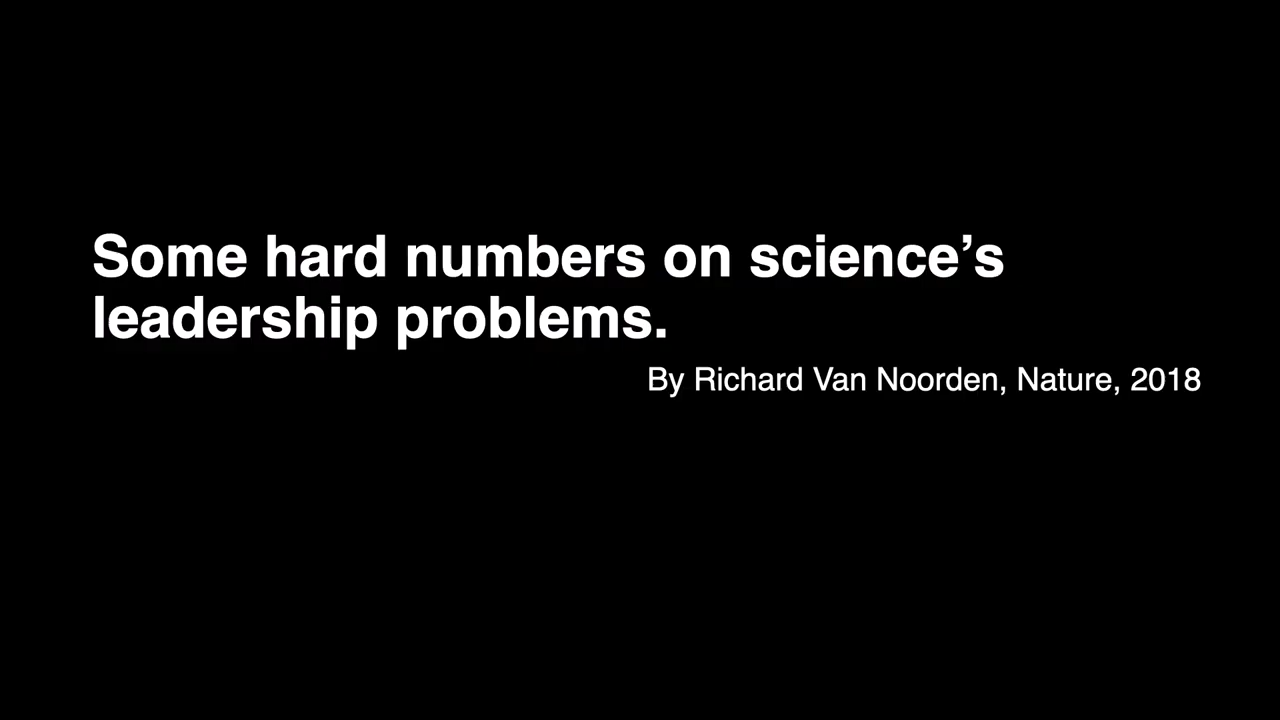 Some hard numbers on science’s
leadership problems.
By Richard Van Noorden, Nature, 2018